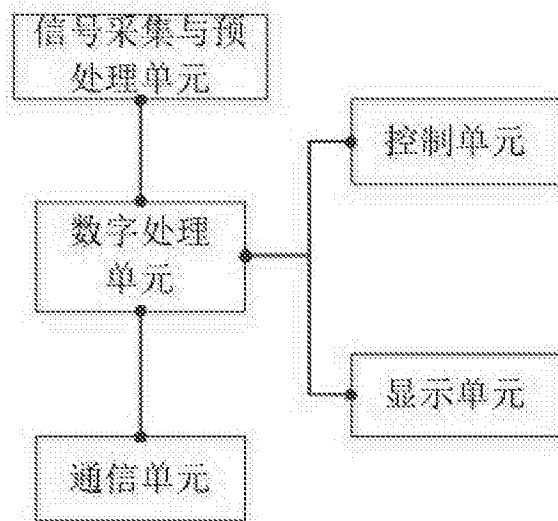 信号采集与预
处理单元
控制单元
数字处理
单元
显示单元
通信单元